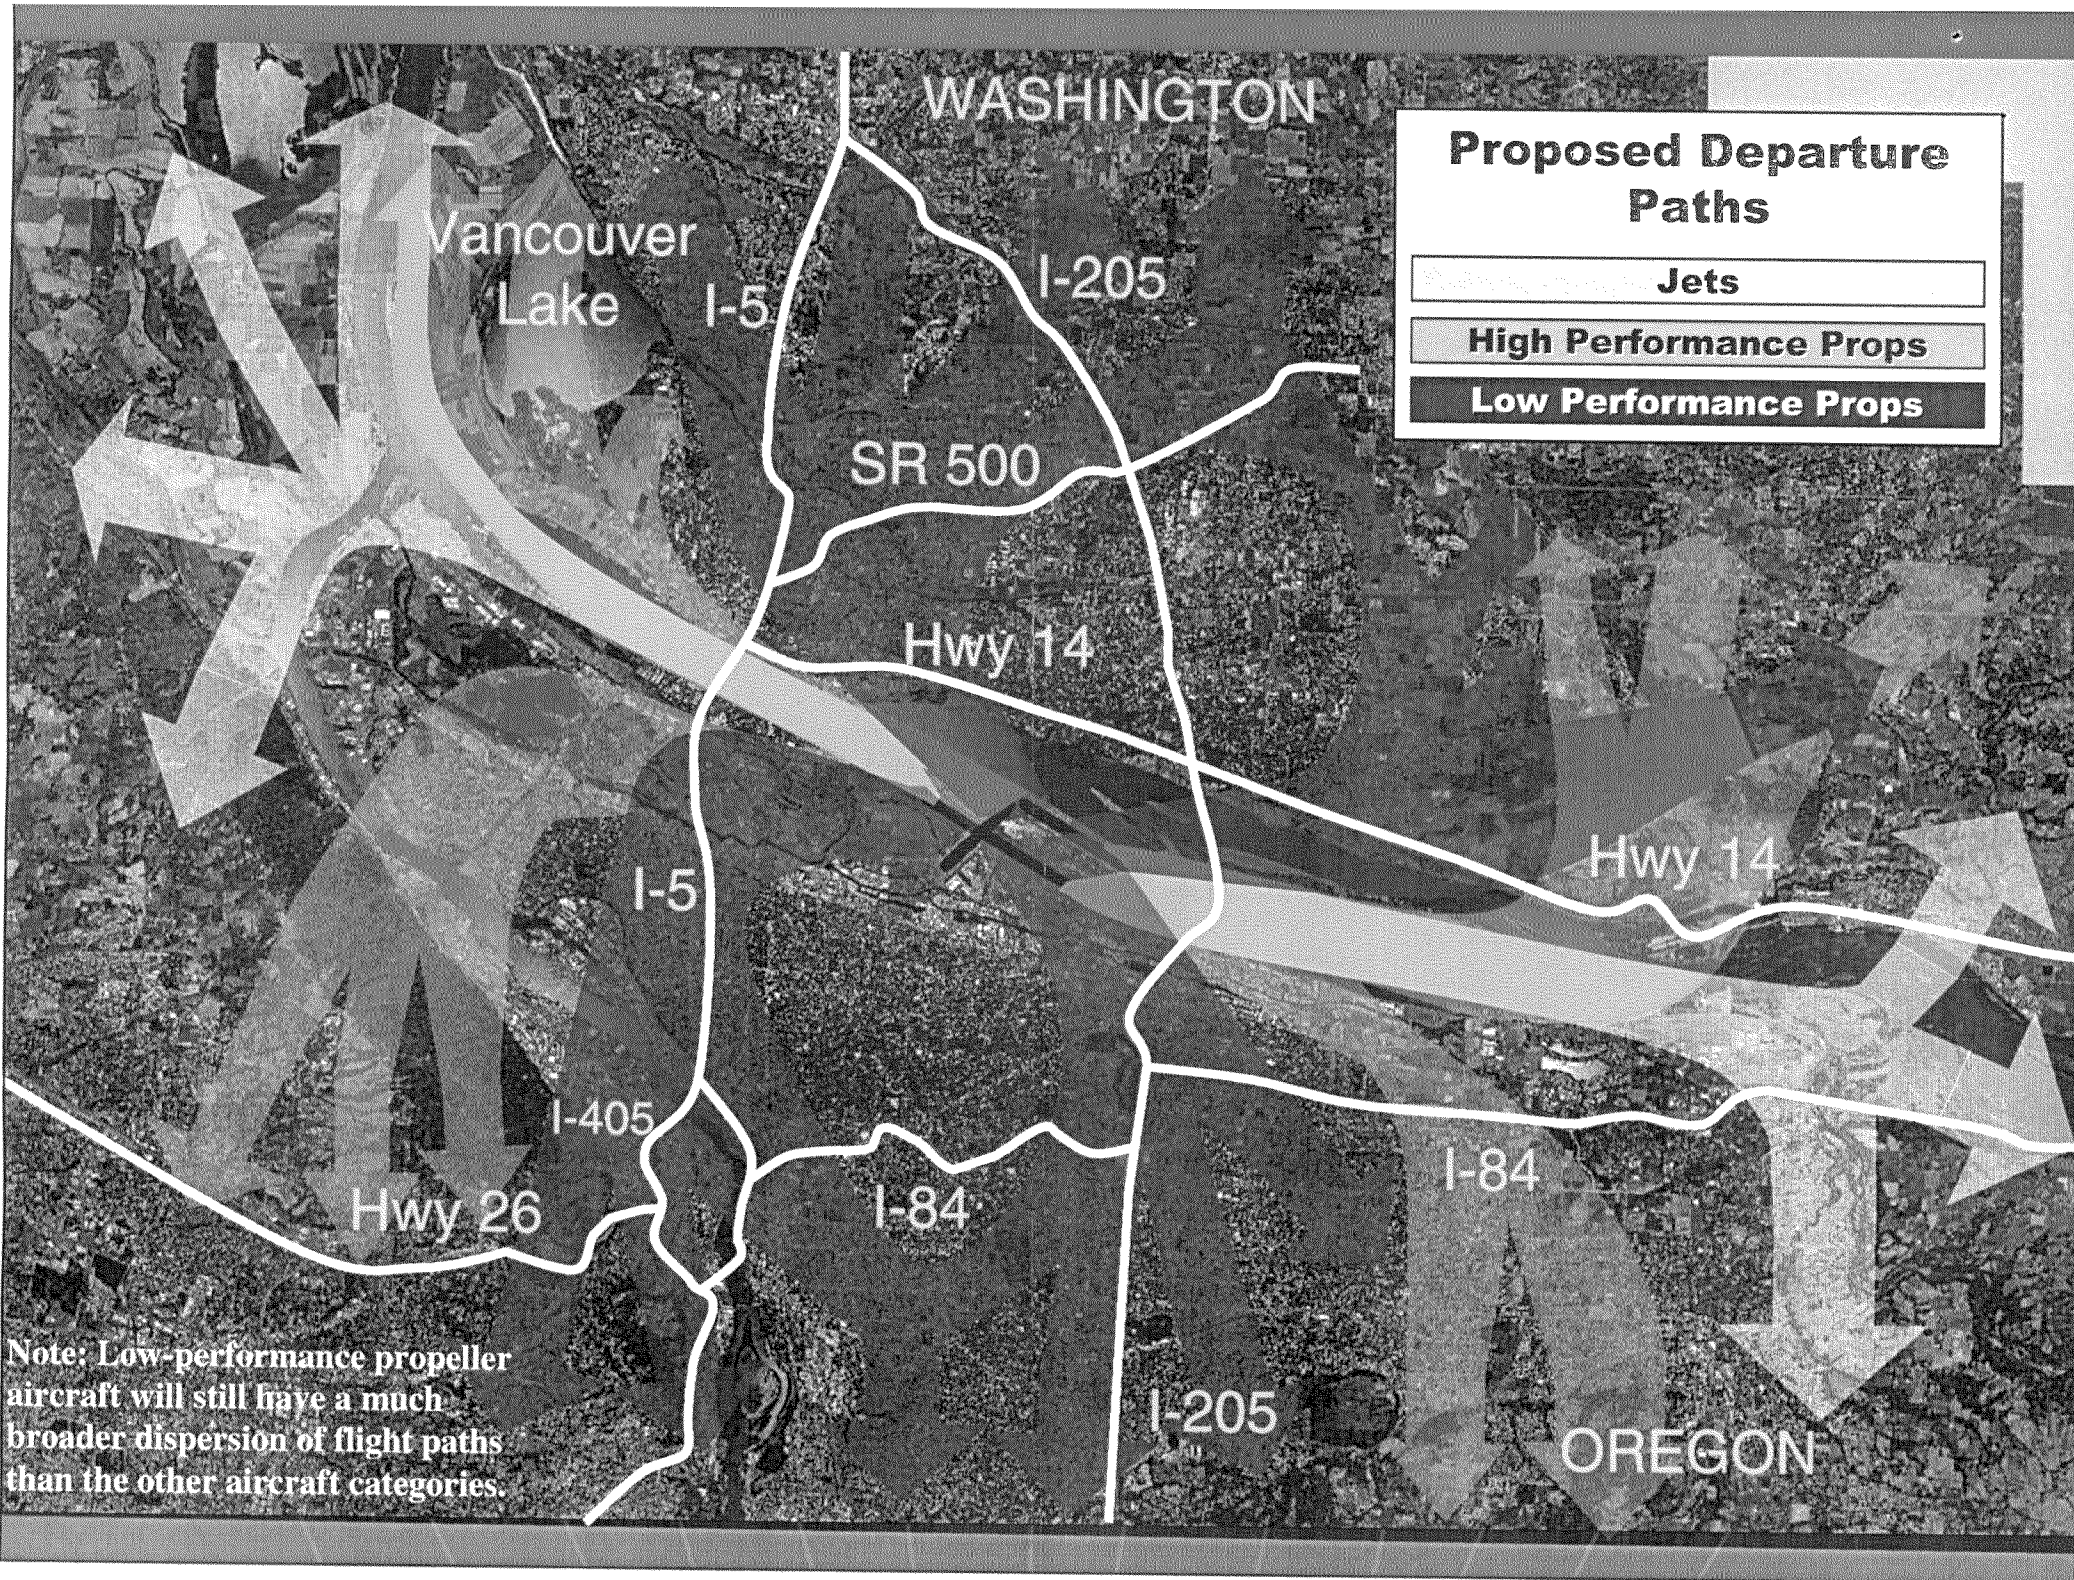 WASHINGTON
Proposed Departure
Paths
Jets
High Performance Props
Low Performance Props
Vancouver
Lake
I-5
I-205
SR 500
Hwy 14
Hwy 14
I-5
I-405
I-84
I-84
Hwy 26
I-205
OREGON
Note: Low-performance propeller
aircraft will still have a much
broader dispersion of flight paths
than the other aircraft categories.